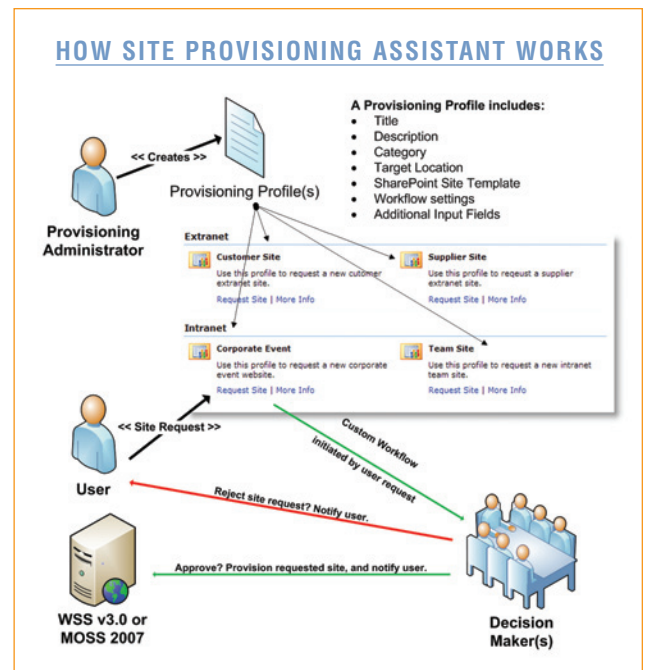 HOW SITE PROVISIONING ASSISTANT WORKS
A Provisioning Profile includes:
• Title
• Description
• Category
• Target Location
• SharePoint Site Template
• Workflow settings
• Additional Input Fields
<< Creates >>
Provisioning Profile(s)
Provisioning
Administrator
Extranet
Customer Site
Use this profile to request a new cutomer
extranet site.
Request Site | More Info
Supplier Site
Use this profile to reqeust a supplier
extranet site.
Request Site | More Info
Intranet
Corporate Event
Use this profile to request a new corporate
event website.
Request Site | More Info
Team Site
Use this profile to request a new intranet
team site.
Request Site | More Info
<< Site Request >>
User
Custom Workflow
initiated by user request
Reject site request? Notify user.
Approve? Provision requested site, and notify user.
WSS v3.0 or
MOSS 2007
Decision
Maker(s)